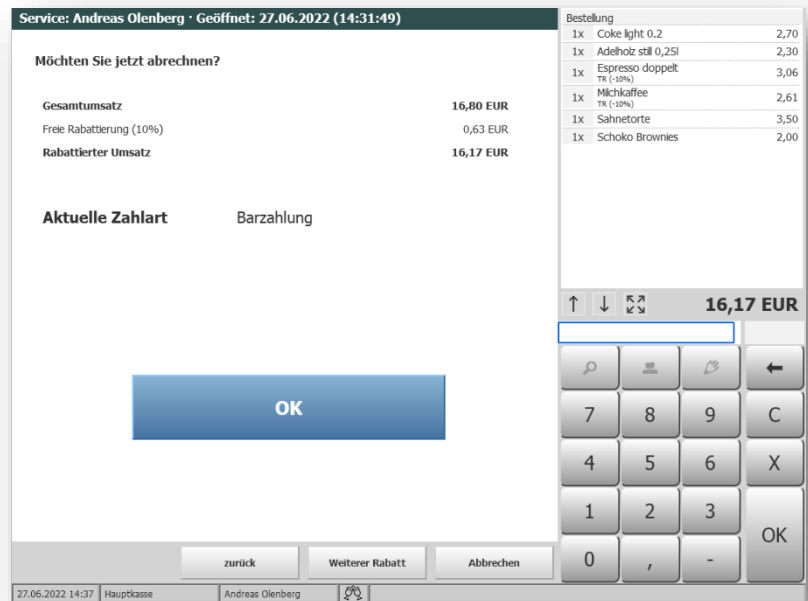 Service: Andreas Olenberg · Geöffnet: 27.06.2022 (14:31:49)
Möchten Sie jetzt abrechnen?
Gesamtumsatz 16,80 EUR
Freie Rabattierung (10%) 0,63 EUR
Rabattierter Umsatz 16,17 EUR
Aktuelle Zahlart Barzahlung
OK
zurück Weiterer Rabatt Abbrechen
Bestellung
1x Coke light 0.2 2,70
1x Adelholz still 0,25l 2,30
1x Espresso doppelt 3,06
TR (-10%)
1x Milchkaffee 2,61
TR (-10%)
1x Sahnetorte 3,50
1x Schoko Brownies 2,00
↑ ↓ 16,17 EUR
←
7 8 9 C
4 5 6 X
1 2 3
OK
0 , -
27.06.2022 14:37 Hauptkasse Andreas Olenberg